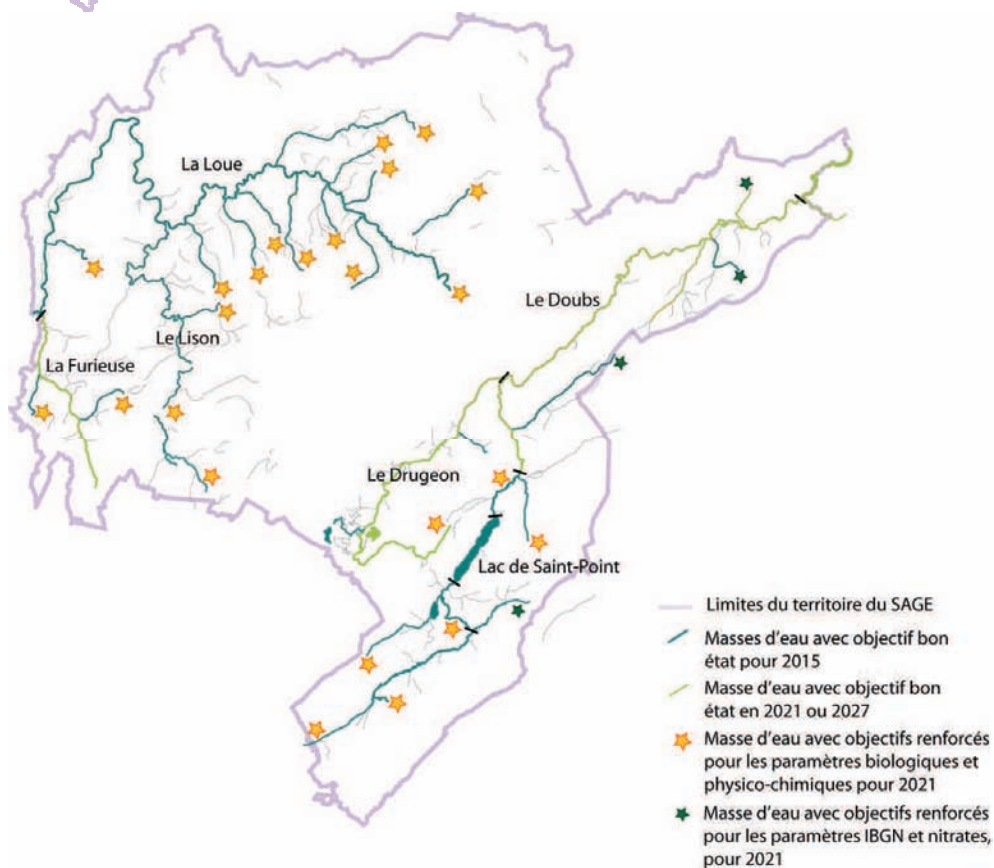 La Loue
Le Doubs
Le Lison
La Furieuse
Le Drugeon
Lac de Saint-Point
Limites du territoire du SAGE
Masses d'eau avec objectif bon
état pour 2015
Masse d'eau avec objectif bon
état en 2021 ou 2027
Masse d'eau avec objectifs renforcés
pour les paramètres biologiques et
physico-chimiques pour 2021
Masse d'eau avec objectifs renforcés
pour les paramètres IBGN et nitrates,
pour 2021